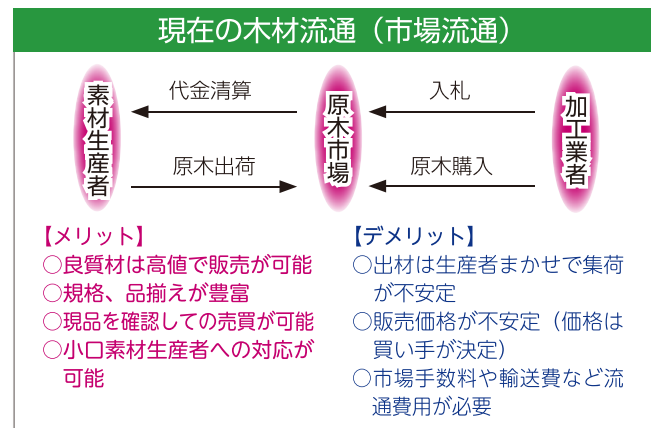 現在の木材流通（市場流通）
素材生産者
代金清算
原木出荷
原木市場
入札
原木購入
加工業者
【メリット】
○良質材は高値で販売が可能
○規格、品揃えが豊富
○現品を確認しての売買が可能
○小口素材生産者への対応が
可能
【デメリット】
○出材は生産者まかせで集荷
が不安定
○販売価格が不安定（価格は
買い手が決定）
○市場手数料や輸送費など流
通費用が必要